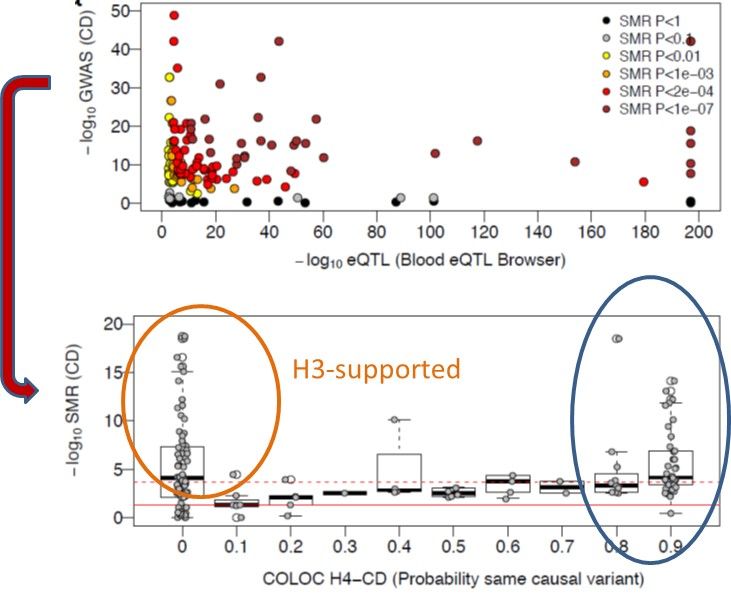 50
40
30
20
10
0
− log10 GWAS (CD)
SMR P<1
SMR P<0.1
SMR P<0.01
SMR P<1e−03
SMR P<2e−04
SMR P<1e−07
0 20 40 60 80 100 120 140 160 180 200
− log10 eQTL (Blood eQTL Browser)
20
15
10
5
0
− log10 SMR (CD)
H3-supported
0 0.1 0.2 0.3 0.4 0.5 0.6 0.7 0.8 0.9
COLOC H4−CD (Probability same causal variant)